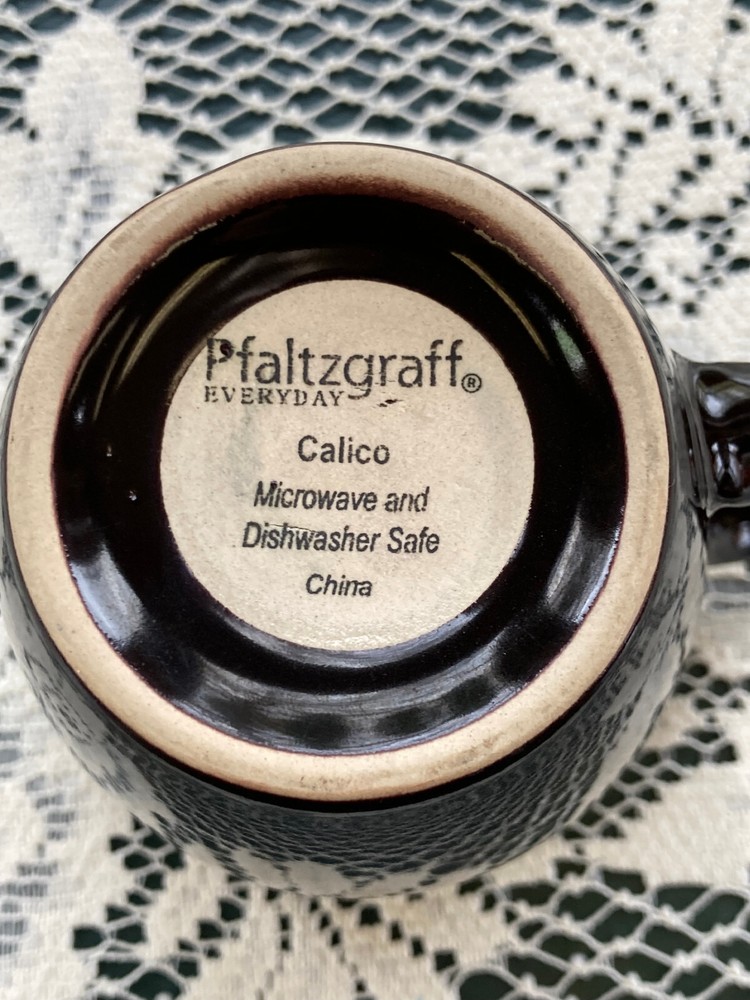 Pfaltzgraff®
EVERYDAY
Calico
Microwave and
Dishwasher Safe
China